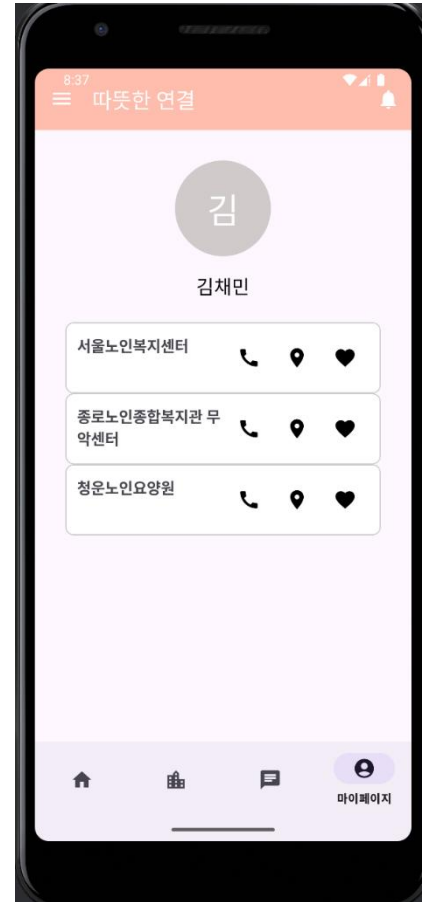 8:37
따뜻한 연결
김
김채민
서울노인복지센터
종로노인종합복지관 무
악센터
청운노인요양원
마이페이지